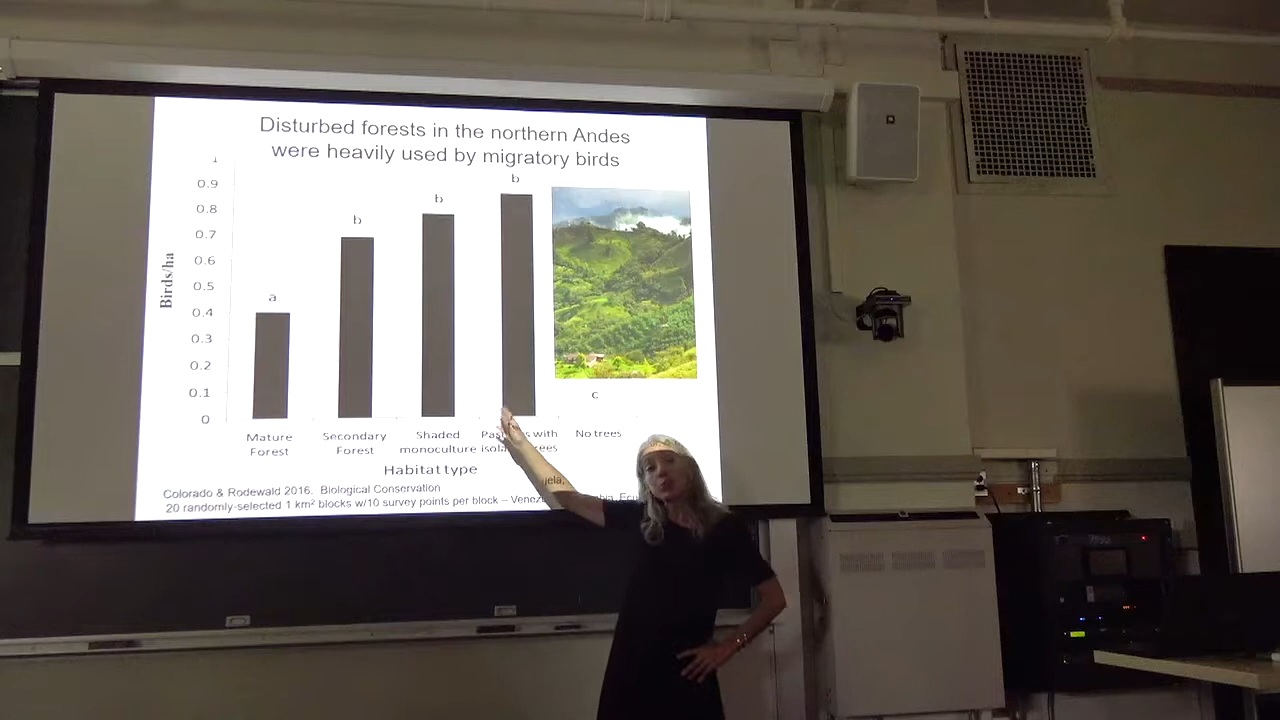 Disturbed forests in the northern Andes
were heavily used by migratory birds
1
0.9
0.8
0.7
0.6
0.5
0.4
0.3
0.2
0.1
0
Birds/ha
a
b
b
b
c
Mature
Forest
Secondary
Forest
Shaded
monoculture
with
No trees
Habitat type
Colorado & Rodewald 2016. Biological Conservation
20 randomly-selected 1 km² blocks w/10 survey points per block –